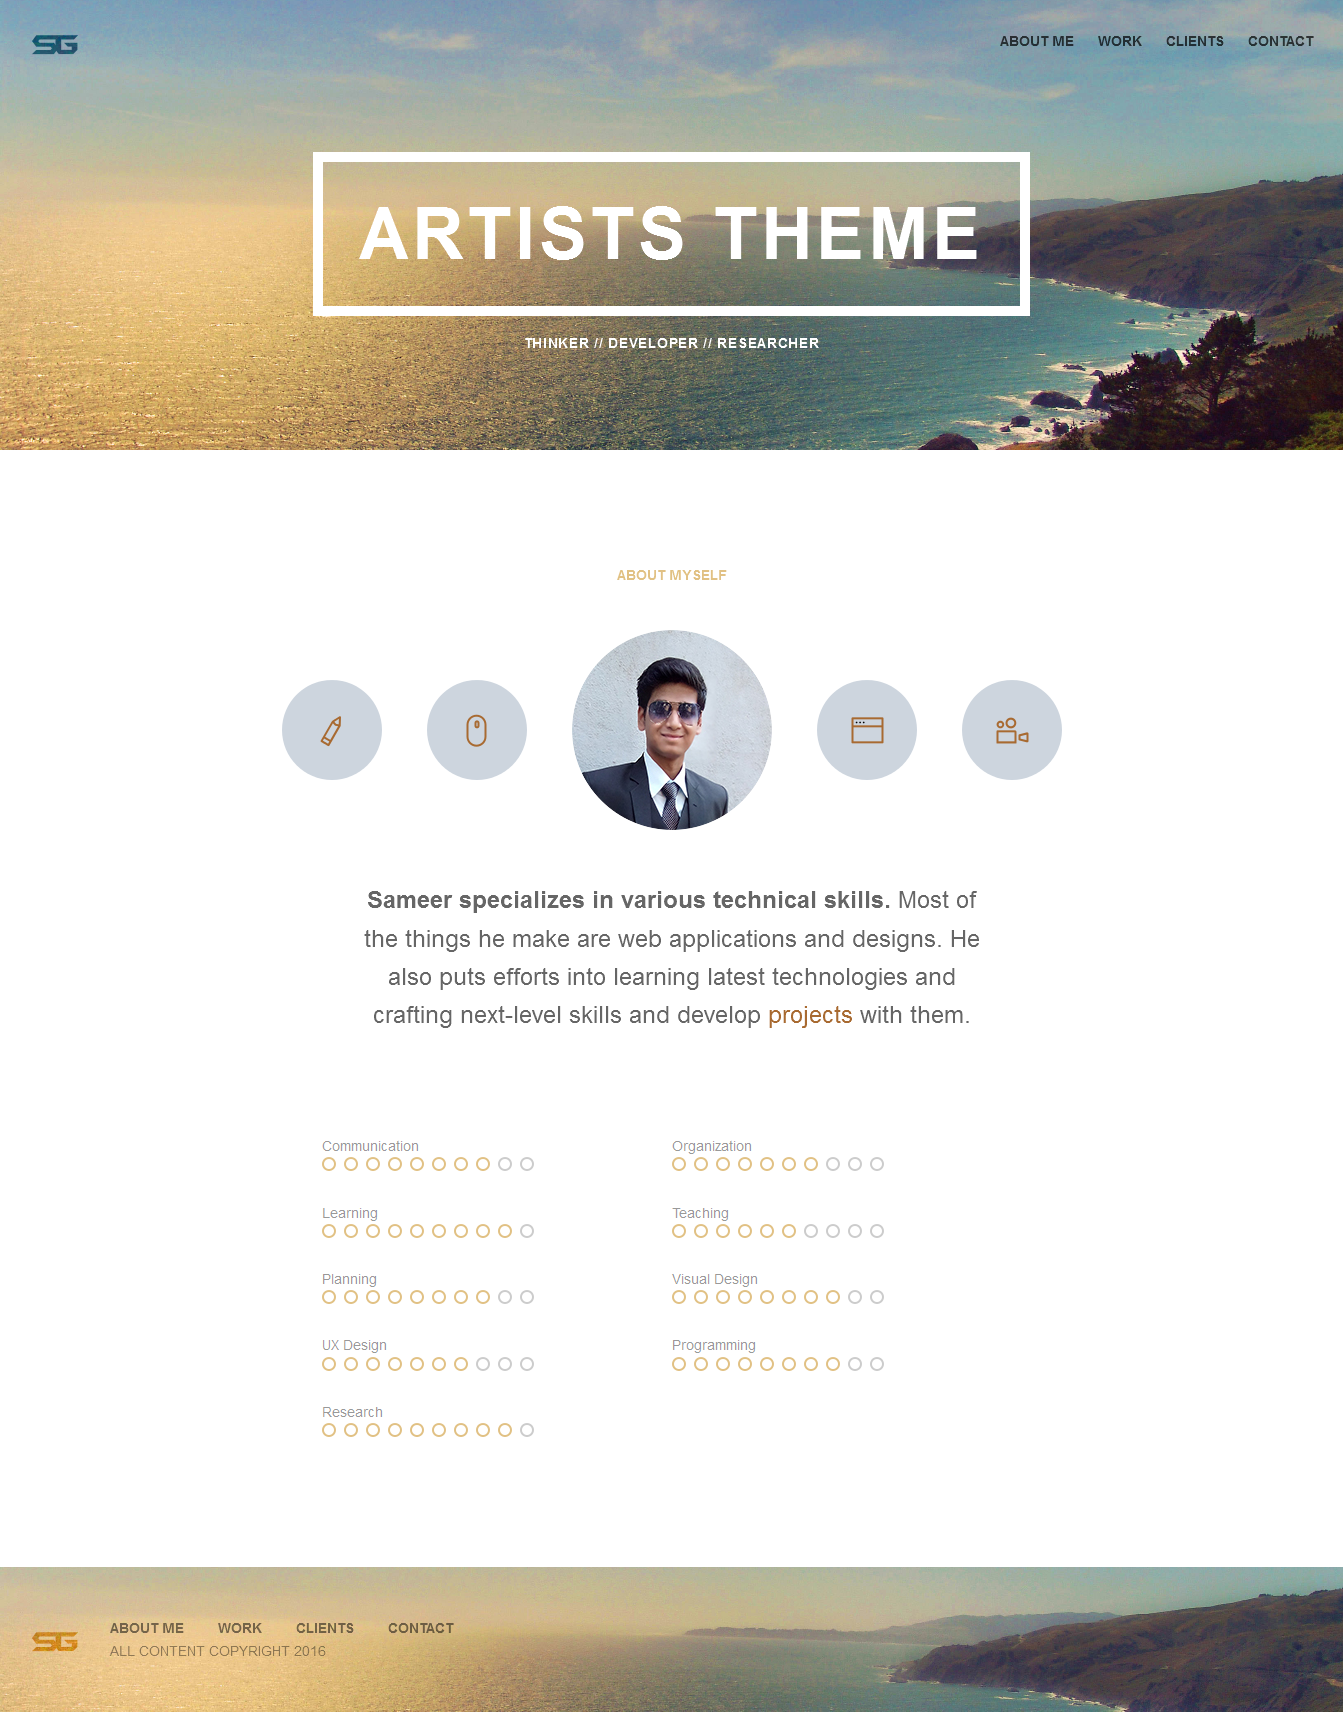 SG
ABOUT ME WORK CLIENTS CONTACT
ARTISTS THEME
THINKER // DEVELOPER // RESEARCHER
ABOUT MYSELF
Sameer specializes in various technical skills. Most of
the things he make are web applications and designs. He
also puts efforts into learning latest technologies and
crafting next-level skills and develop projects with them.
Communication
Organization
Learning
Teaching
Planning
Visual Design
UX Design
Programming
Research
SG
ABOUT ME WORK CLIENTS CONTACT
ALL CONTENT COPYRIGHT 2016